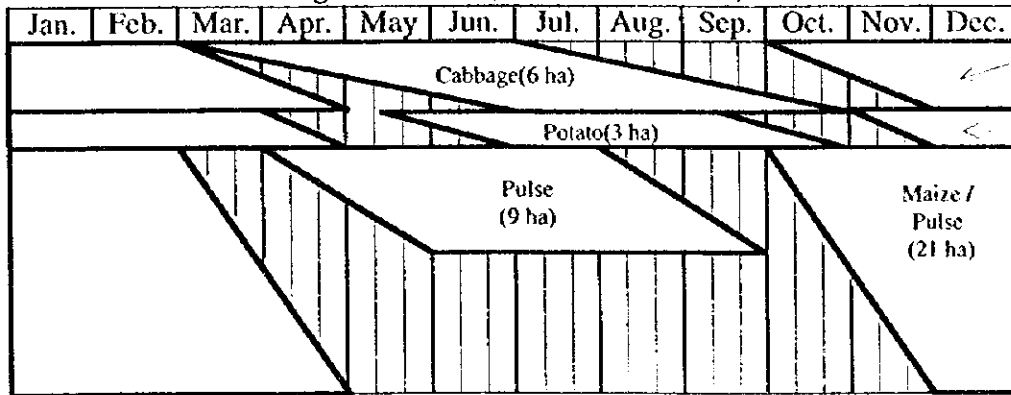 Jan. Feb. Mar. Apr. May Jun. Jul. Aug. Sep. Oct. Nov. Dec.
Cabbage(6 ha)
Potato(3 ha)
Pulse
(9 ha)
Maize /
Pulse
(21 ha)